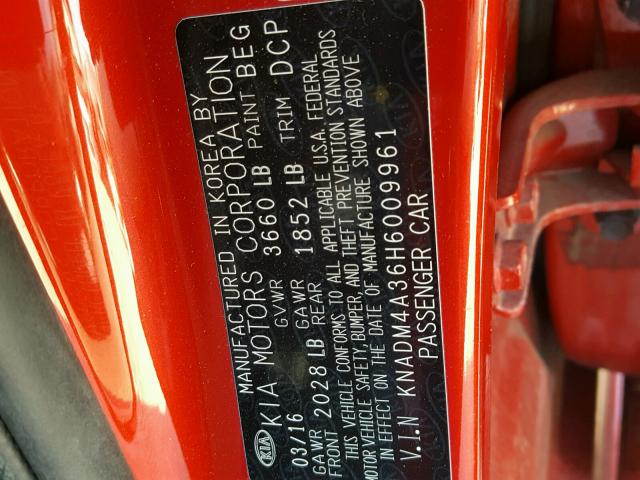 MANUFACTURED IN KOREA BY
KIA KIA MOTORS CORPORATION
03/16 GVWR 3660 LB PAINT BEG
GAWR FRONT 2028 LB GAWR REAR 1852 LB TRIM DCP
THIS VEHICLE CONFORMS TO ALL APPLICABLE U.S.A. FEDERAL
MOTOR VEHICLE SAFETY, BUMPER, AND THEFT PREVENTION STANDARDS
IN EFFECT ON THE DATE OF MANUFACTURE SHOWN ABOVE
V.I.N KNADM4A36H6009961
PASSENGER CAR